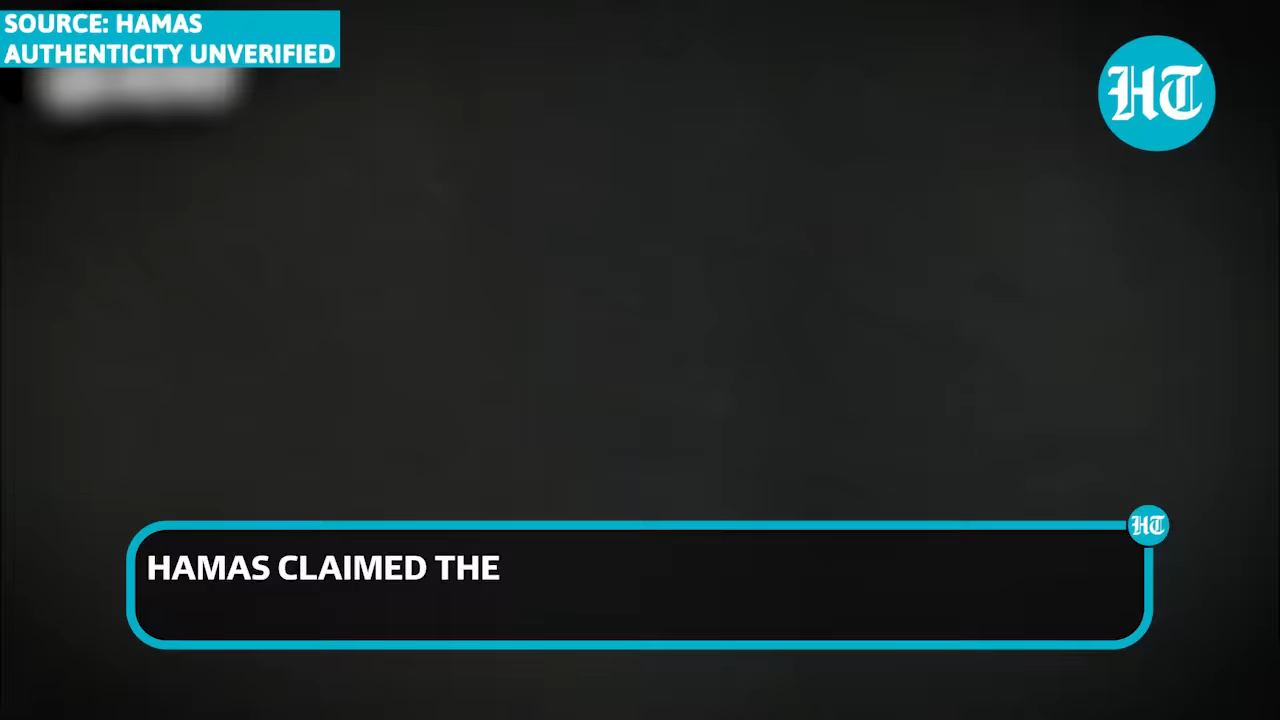 SOURCE: HAMAS
AUTHENTICITY UNVERIFIED
HT
HT
HAMAS CLAIMED THE